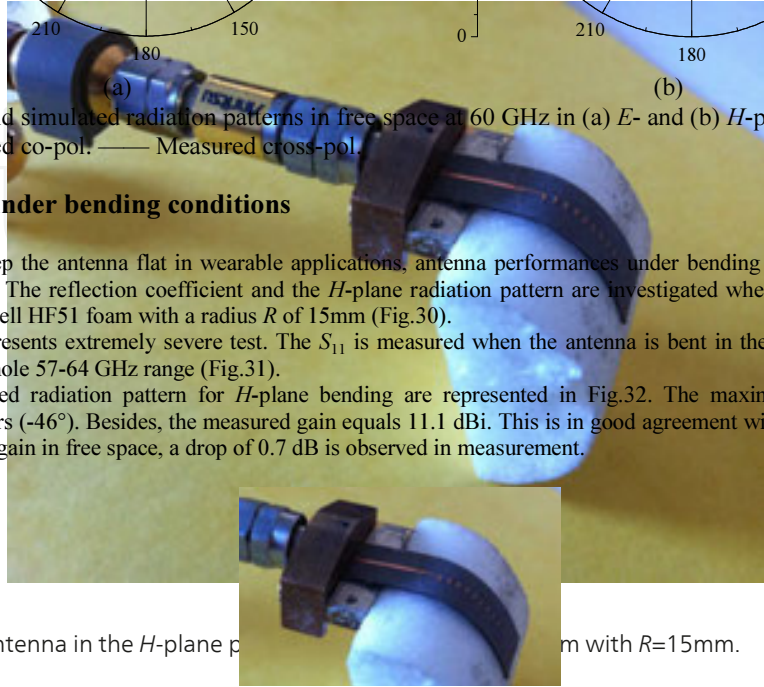 210
150
0
210
180
180
(a)
(b)
d simulated radiation patterns in free space at 60 GHz in (a) E- and (b) H-p
ed co-pol. —— Measured cross-pol.
nder bending conditions
ep the antenna flat in wearable applications, antenna performances under bending
. The reflection coefficient and the H-plane radiation pattern are investigated whe
ell HF51 foam with a radius R of 15mm (Fig.30).
resents extremely severe test. The S11 is measured when the antenna is bent in the
hole 57-64 GHz range (Fig.31).
ed radiation pattern for H-plane bending are represented in Fig.32. The maxim
rs (-46°). Besides, the measured gain equals 11.1 dBi. This is in good agreement wi
gain in free space, a drop of 0.7 dB is observed in measurement.
ntenna in the H-plane p
m with R=15mm.